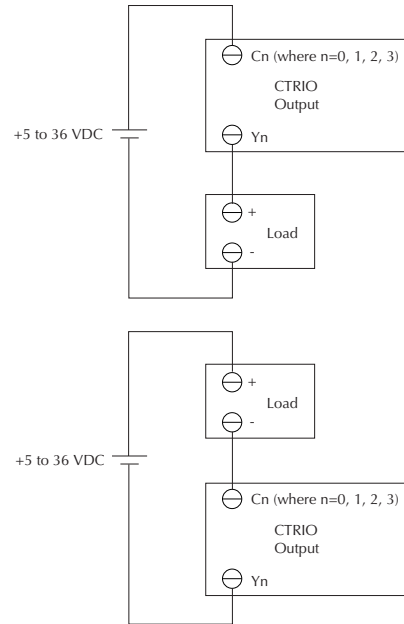 Cn (where n=0, 1, 2, 3)
CTRIO
Output
+5 to 36 VDC
Yn
+
Load
-
+
Load
-
+5 to 36 VDC
Cn (where n=0, 1, 2, 3)
CTRIO
Output
Yn